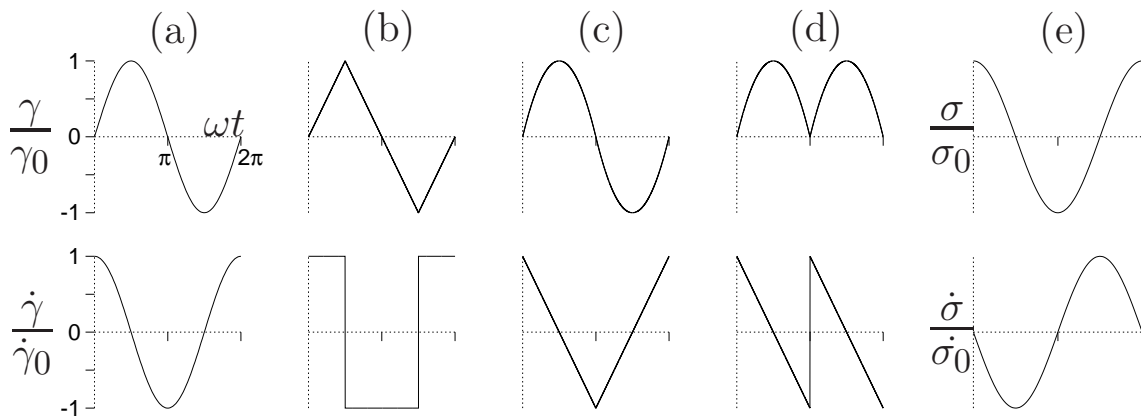 (a) (b) (c) (d) (e)
1
γ/γ₀
0
-1
ωt
π
2π
σ/σ₀
1
γ̇/γ̇₀
0
-1
σ̇/σ̇₀